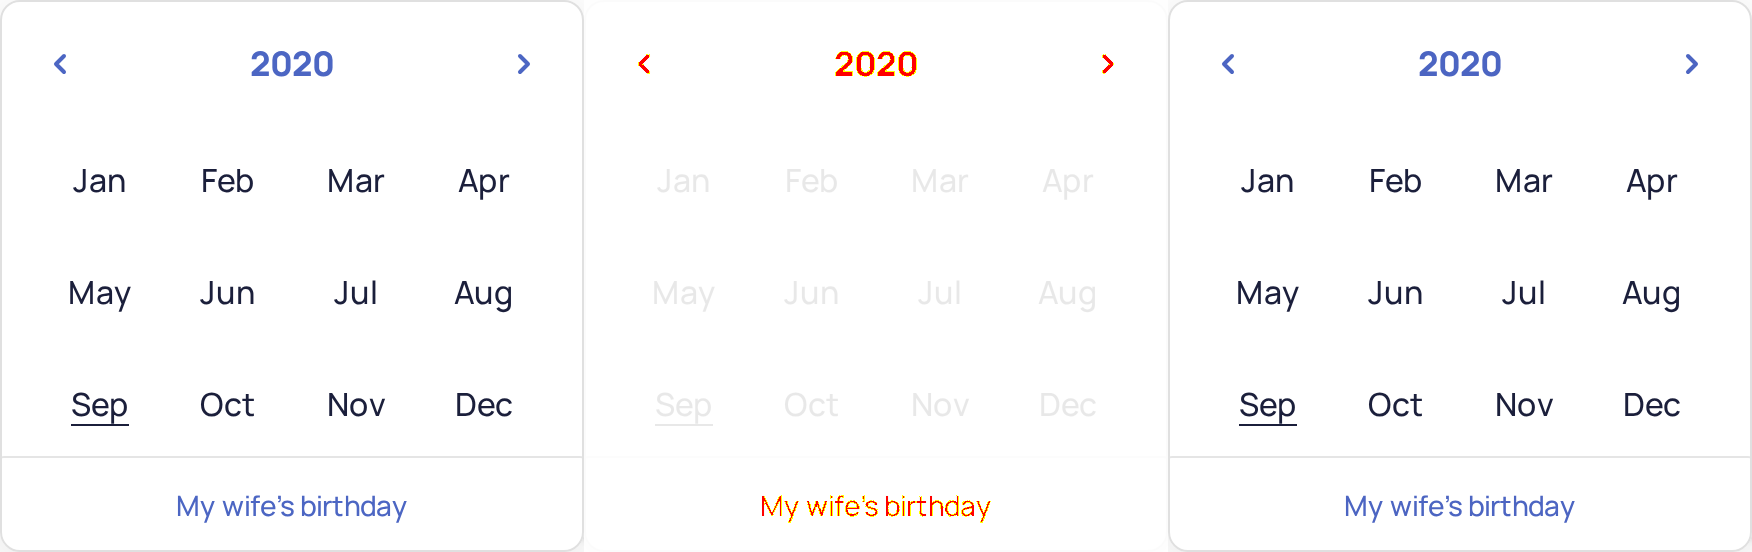 2020 2020 2020
Jan Feb Mar Apr Jan Feb Mar Apr Jan Feb Mar Apr
May Jun Jul Aug May Jun Jul Aug May Jun Jul Aug
Sep Oct Nov Dec Sep Oct Nov Dec Sep Oct Nov Dec
My wife's birthday My wife's birthday My wife's birthday